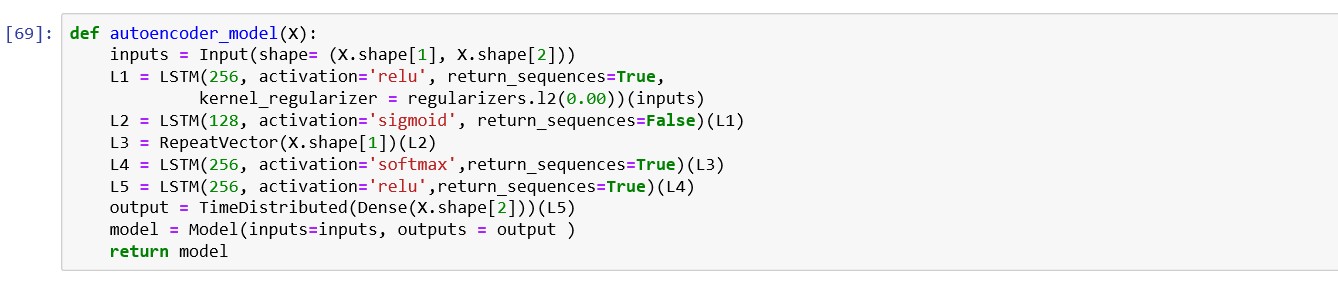 [69]: def autoencoder_model(X):
    inputs = Input(shape= (X.shape[1], X.shape[2]))
    L1 = LSTM(256, activation='relu', return_sequences=True,
             kernel_regularizer = regularizers.l2(0.00))(inputs)
    L2 = LSTM(128, activation='sigmoid', return_sequences=False)(L1)
    L3 = RepeatVector(X.shape[1])(L2)
    L4 = LSTM(256, activation='softmax',return_sequences=True)(L3)
    L5 = LSTM(256, activation='relu',return_sequences=True)(L4)
    output = TimeDistributed(Dense(X.shape[2]))(L5)
    model = Model(inputs=inputs, outputs = output )
    return model